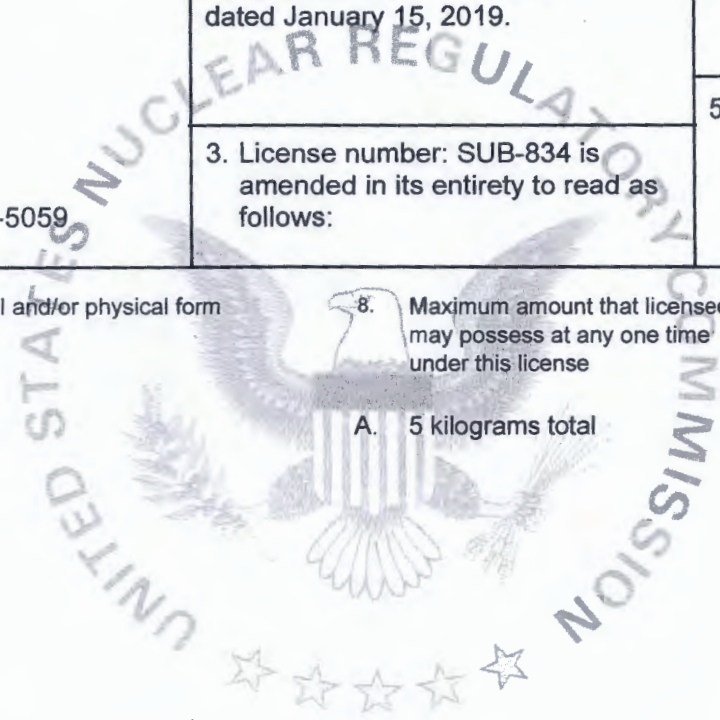 dated January 15, 2019.
5
3. License number: SUB-834 is
amended in its entirety to read as
follows:
-5059
l and/or physical form
8. Maximum amount that licensee
may possess at any one time
under this license
A. 5 kilograms total
UNITED STATES NUCLEAR REGULATORY COMMISSION